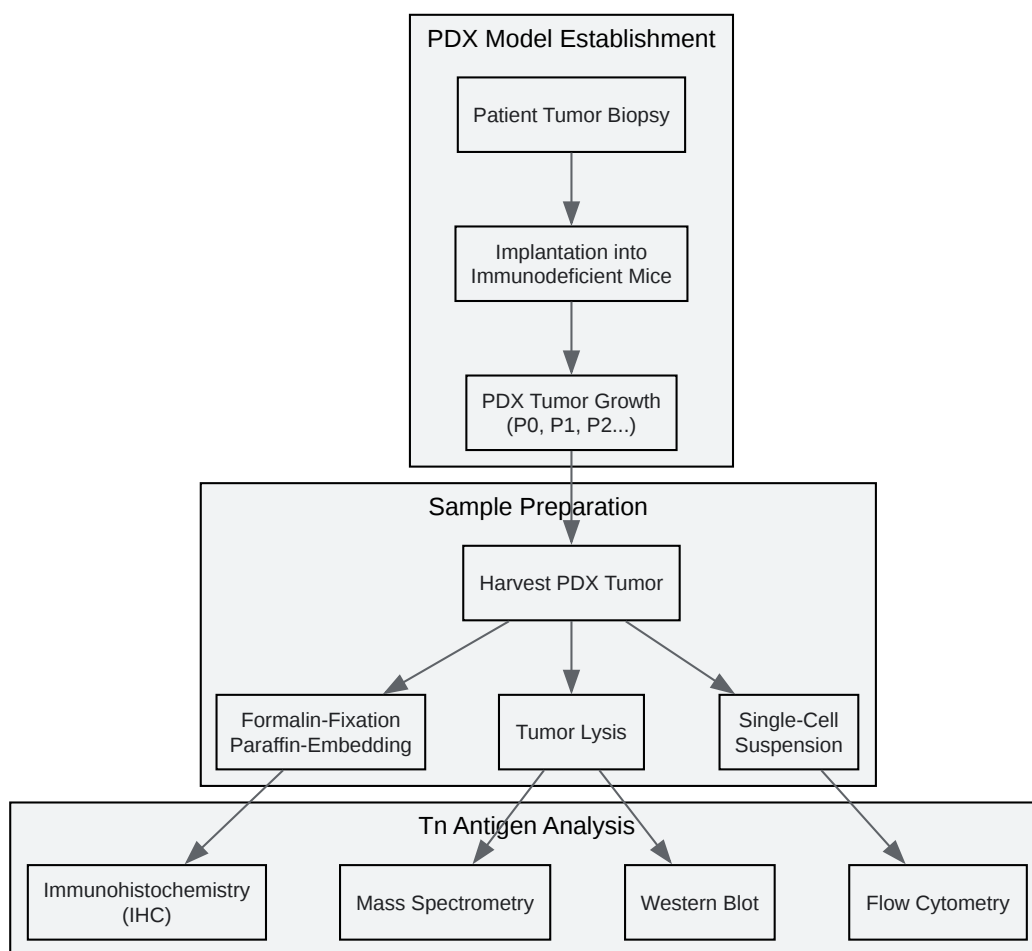 PDX Model Establishment
Patient Tumor Biopsy
Implantation into
Immunodeficient Mice
PDX Tumor Growth
(P0, P1, P2...)
Sample Preparation
Harvest PDX Tumor
Formalin-Fixation
Paraffin-Embedding
Tumor Lysis
Single-Cell
Suspension
Tn Antigen Analysis
Immunohistochemistry
(IHC)
Mass Spectrometry
Western Blot
Flow Cytometry